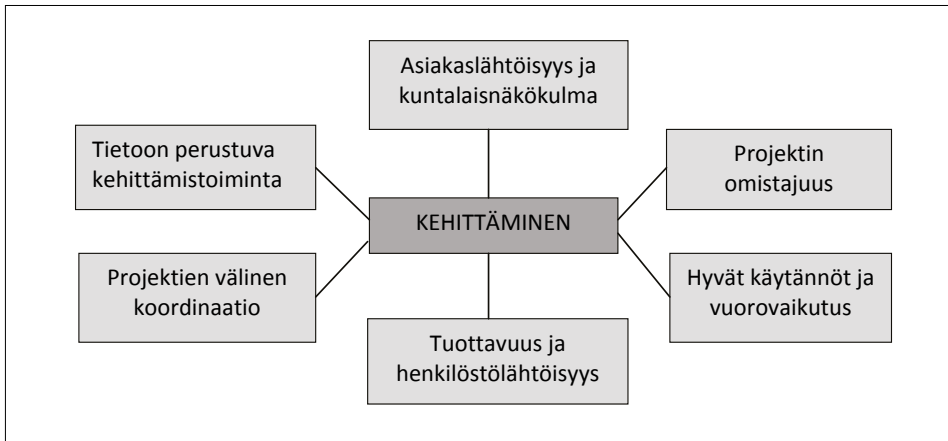 Asiakaslähtöisyys ja
kuntalaisnäkökulma
Tietoon perustuva
kehittämistoiminta
Projektin
omistajuus
KEHITTÄMINEN
Projektien välinen
koordinaatio
Hyvät käytännöt ja
vuorovaikutus
Tuottavuus ja
henkilöstölähtöisyys